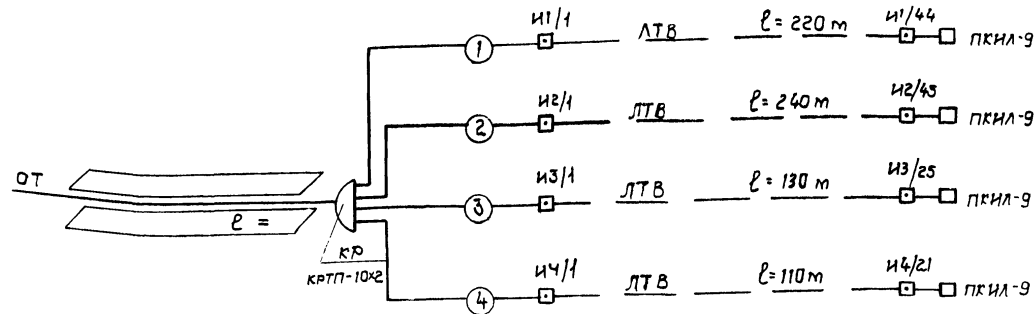 1 И1/1 ЛТВ ℓ= 220 м И1/44 ПКИЛ-9
2 И2/1 ЛТВ ℓ= 240 м И2/45 ПКИЛ-9
ОТ
3 И3/1 ЛТВ ℓ= 130 м И3/25 ПКИЛ-9
ℓ =
КР
КРТП-10х2
4 И4/1 ЛТВ ℓ= 110 м И4/21 ПКИЛ-9